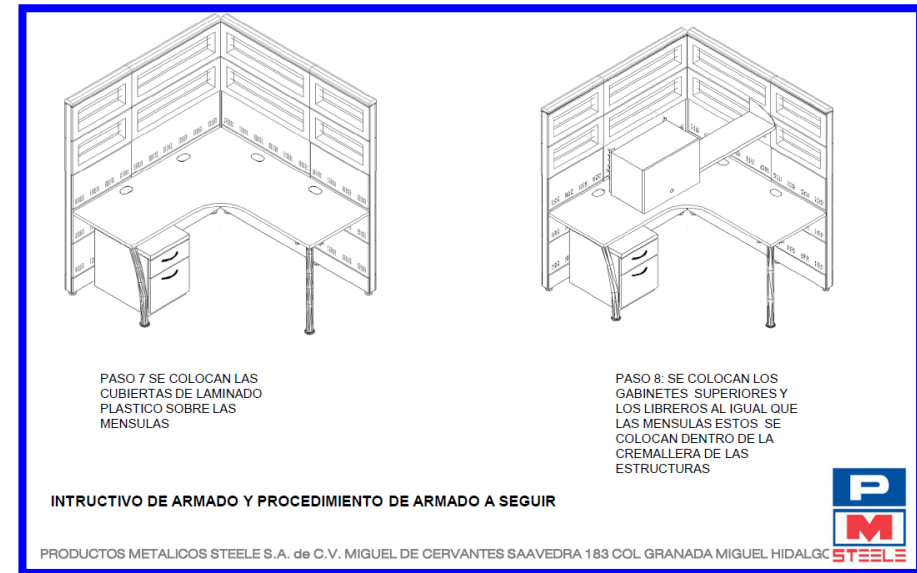 PASO 7 SE COLOCAN LAS
CUBIERTAS DE LAMINADO
PLASTICO SOBRE LAS
MENSULAS
PASO 8: SE COLOCAN LOS
GABINETES SUPERIORES Y
LOS LIBREROS AL IGUAL QUE
LAS MENSULAS ESTOS SE
COLOCAN DENTRO DE LA
CREMALLERA DE LAS
ESTRUCTURAS
INTRUCTIVO DE ARMADO Y PROCEDIMIENTO DE ARMADO A SEGUIR
PRODUCTOS METALICOS STEELE S.A. de C.V. MIGUEL DE CERVANTES SAAVEDRA 183 COL GRANADA MIGUEL HIDALGO
P
M
STEELE